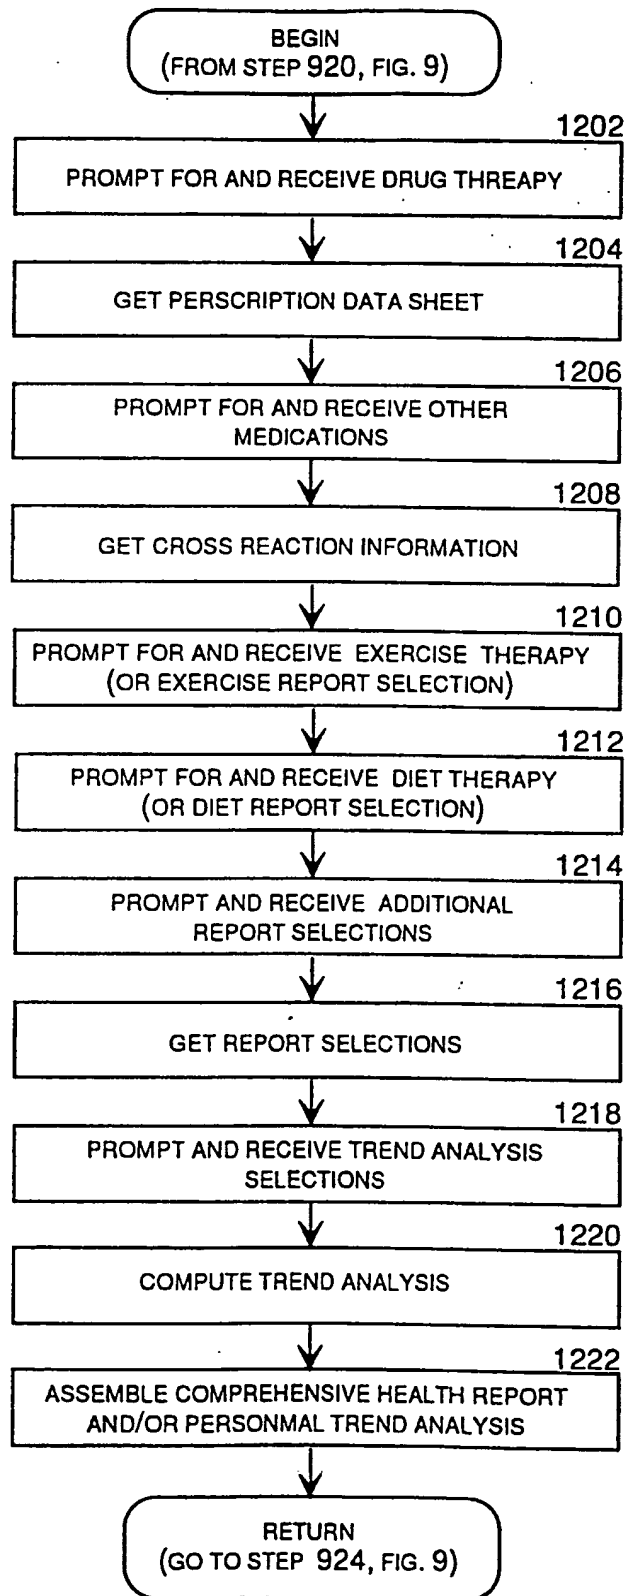 BEGIN
(FROM STEP 920, FIG. 9)
1202
PROMPT FOR AND RECEIVE DRUG THREAPY
1204
GET PERSCRIPTION DATA SHEET
1206
PROMPT FOR AND RECEIVE OTHER
MEDICATIONS
1208
GET CROSS REACTION INFORMATION
1210
PROMPT FOR AND RECEIVE EXERCISE THERAPY
(OR EXERCISE REPORT SELECTION)
1212
PROMPT FOR AND RECEIVE DIET THERAPY
(OR DIET REPORT SELECTION)
1214
PROMPT AND RECEIVE ADDITIONAL
REPORT SELECTIONS
1216
GET REPORT SELECTIONS
1218
PROMPT AND RECEIVE TREND ANALYSIS
SELECTIONS
1220
COMPUTE TREND ANALYSIS
1222
ASSEMBLE COMPREHENSIVE HEALTH REPORT
AND/OR PERSONMAL TREND ANALYSIS
RETURN
(GO TO STEP 924, FIG. 9)